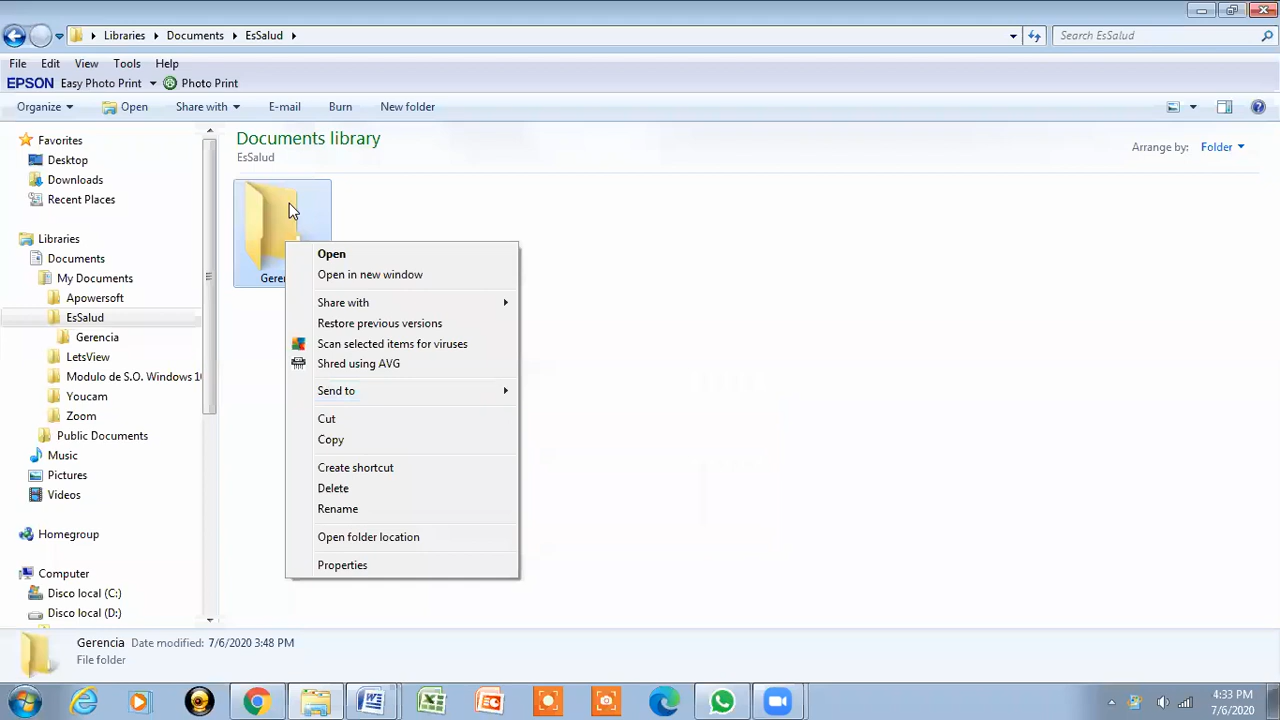 Libraries Documents EsSalud
Search EsSalud
File Edit View Tools Help
EPSON Easy Photo Print Photo Print
Organize Open Share with E-mail Burn New folder
Favorites
Desktop
Downloads
Recent Places
Libraries
Documents
My Documents
Apowersoft
EsSalud
Gerencia
LetsView
Modulo de S.O. Windows 10
Youcam
Zoom
Public Documents
Music
Pictures
Videos
Homegroup
Computer
Disco local (C:)
Disco local (D:)
Documents library
EsSalud
Arrange by: Folder
Open
Open in new window
Share with
Restore previous versions
Scan selected items for viruses
Shred using AVG
Send to
Cut
Copy
Create shortcut
Delete
Rename
Open folder location
Properties
Gerencia Date modified: 7/6/2020 3:48 PM
File folder
4:33 PM
7/6/2020